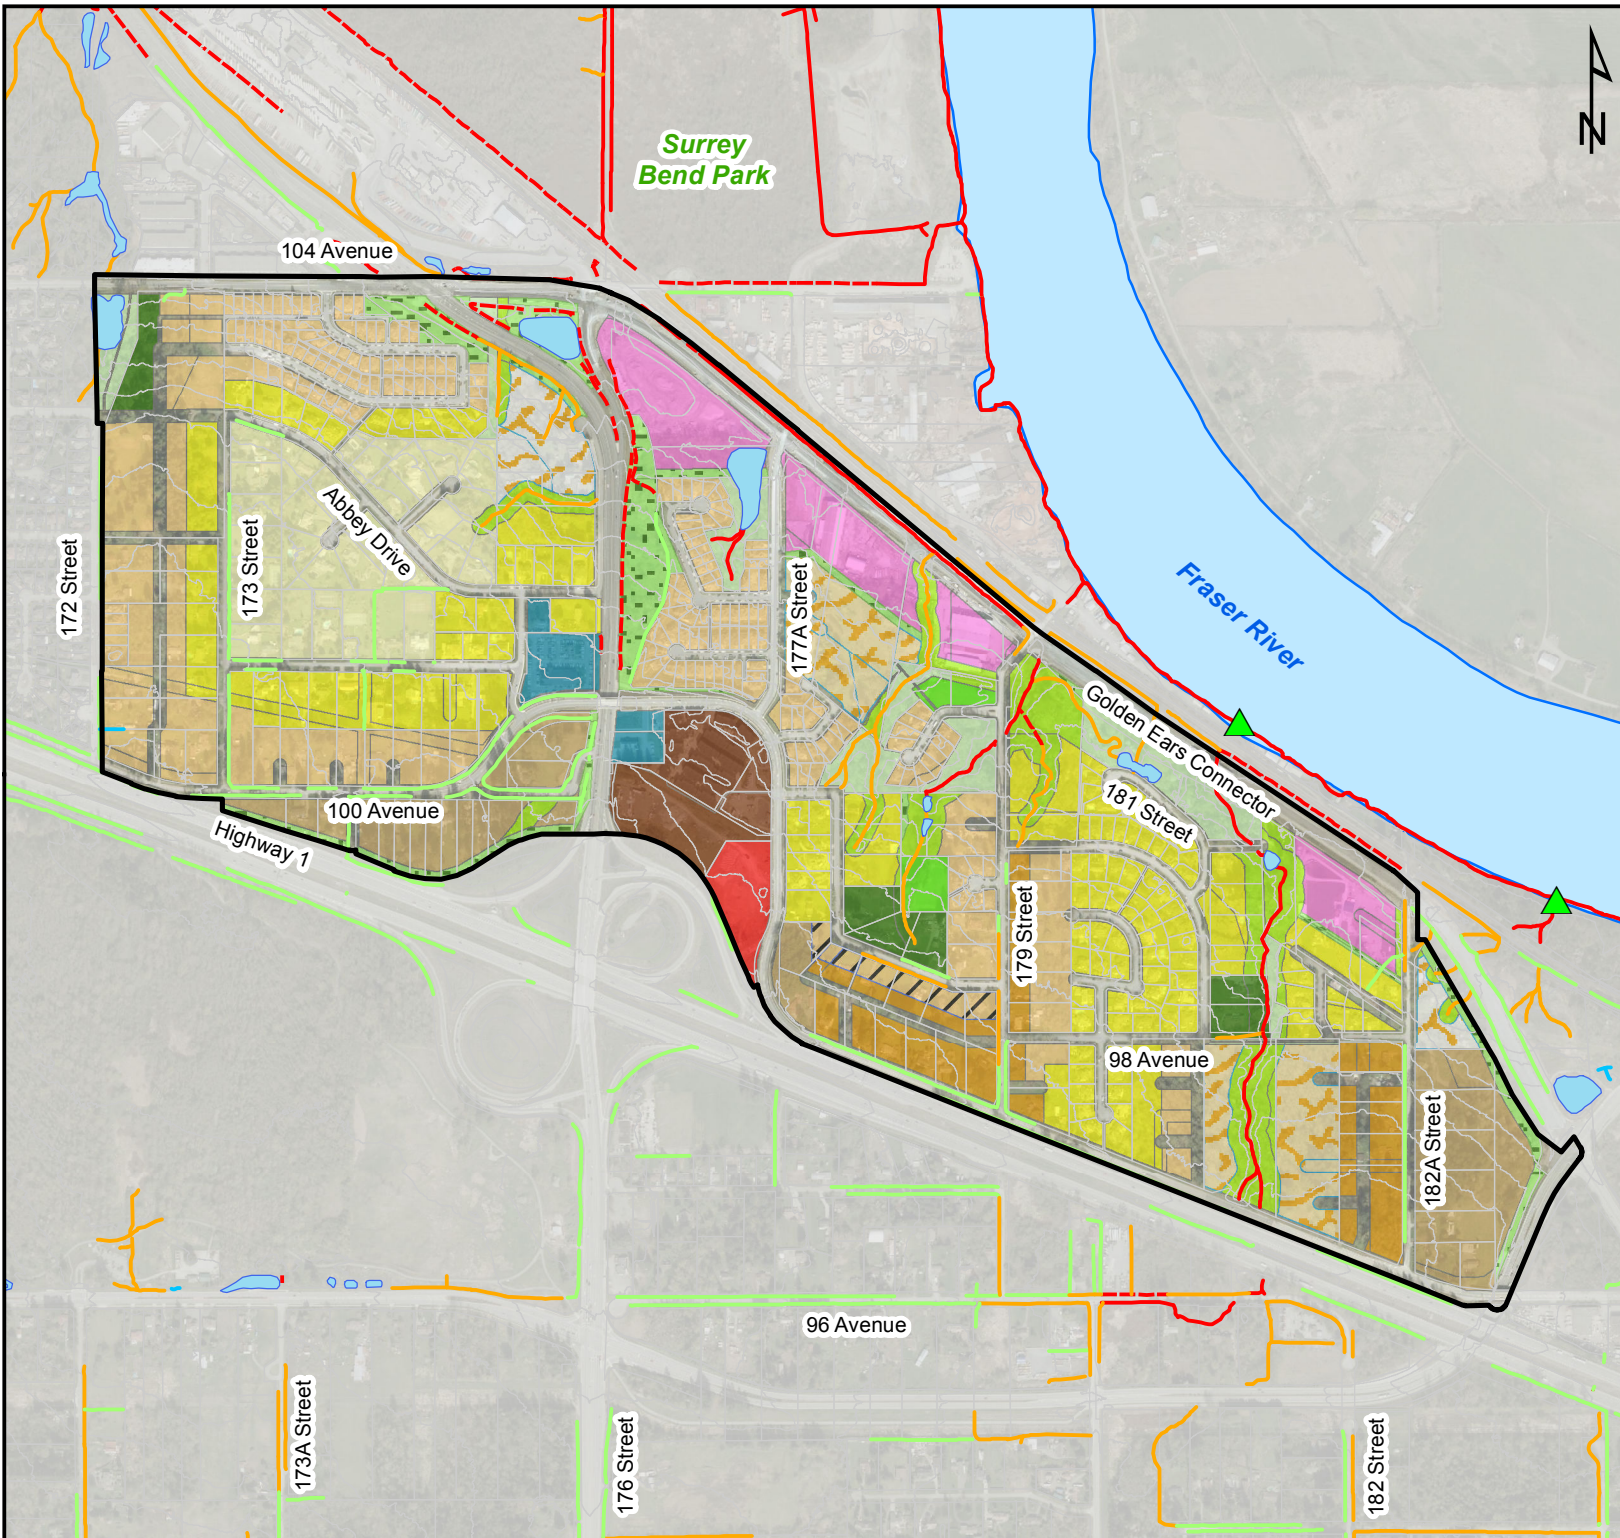 Surrey
Bend Park
N
104 Avenue
Abbey Drive
173 Street
172 Street
177A Street
Fraser River
Golden Ears Connector
181 Street
100 Avenue
Highway 1
179 Street
98 Avenue
182A Street
96 Avenue
173A Street
176 Street
182 Street